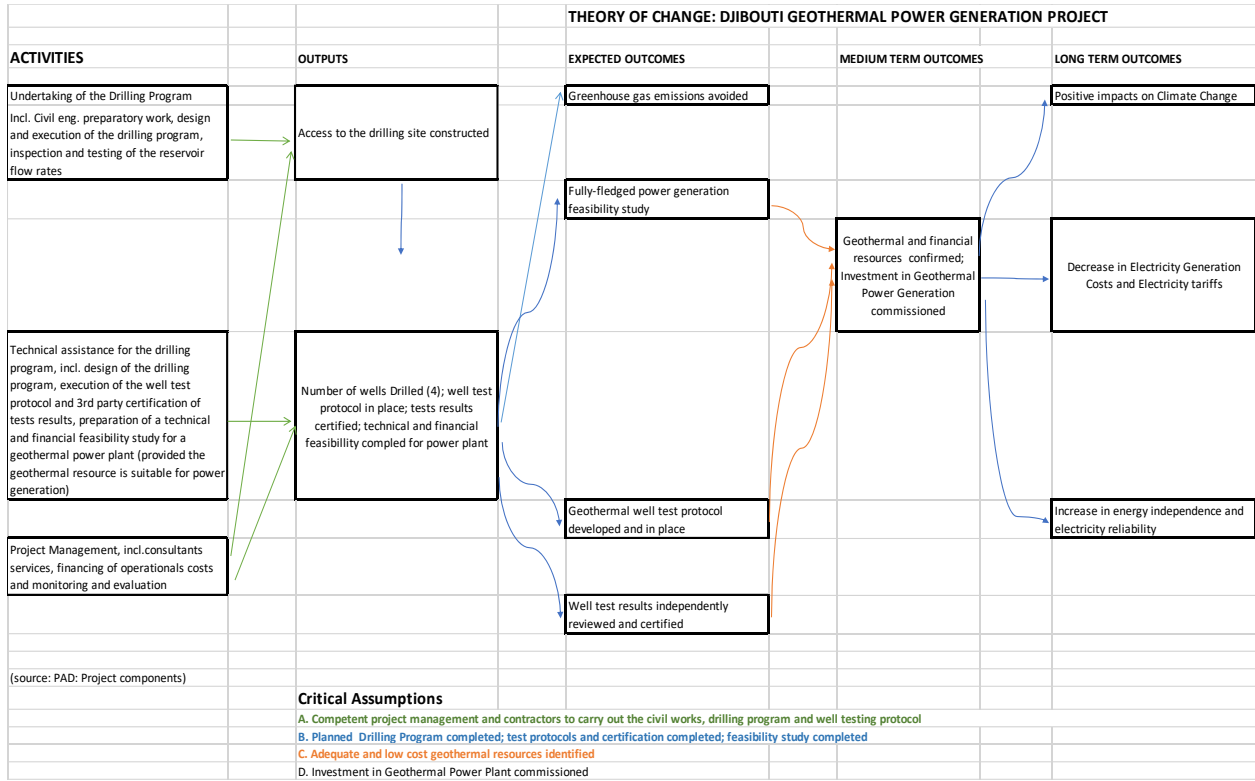 THEORY OF CHANGE: DJIBOUTI GEOTHERMAL POWER GENERATION PROJECT
ACTIVITIES
OUTPUTS
EXPECTED OUTCOMES
MEDIUM TERM OUTCOMES
LONG TERM OUTCOMES
Undertaking of the Drilling Program
Incl. Civil eng. preparatory work, design
and execution of the drilling program,
inspection and testing of the reservoir
flow rates
Access to the drilling site constructed
Greenhouse gas emissions avoided
Positive impacts on Climate Change
Fully-fledged power generation
feasibility study
Geothermal and financial
resources confirmed;
Investment in Geothermal
Power Generation
commissioned
Decrease in Electricity Generation
Costs and Electricity tariffs
Technical assistance for the drilling
program, incl. design of the drilling
program, execution of the well test
protocol and 3rd party certification of
tests results, preparation of a technical
and financial feasibility study for a
geothermal power plant (provided the
geothermal resource is suitable for power
generation)
Number of wells Drilled (4); well test
protocol in place; tests results
certified; technical and financial
feasibillity compled for power plant
Geothermal well test protocol
developed and in place
Increase in energy independence and
electricity reliability
Project Management, incl.consultants
services, financing of operationals costs
and monitoring and evaluation
Well test results independently
reviewed and certified
(source: PAD: Project components)
Critical Assumptions
A. Competent project management and contractors to carry out the civil works, drilling program and well testing protocol
B. Planned Drilling Program completed; test protocols and certification completed; feasibility study completed
C. Adequate and low cost geothermal resources identified
D. Investment in Geothermal Power Plant commissioned